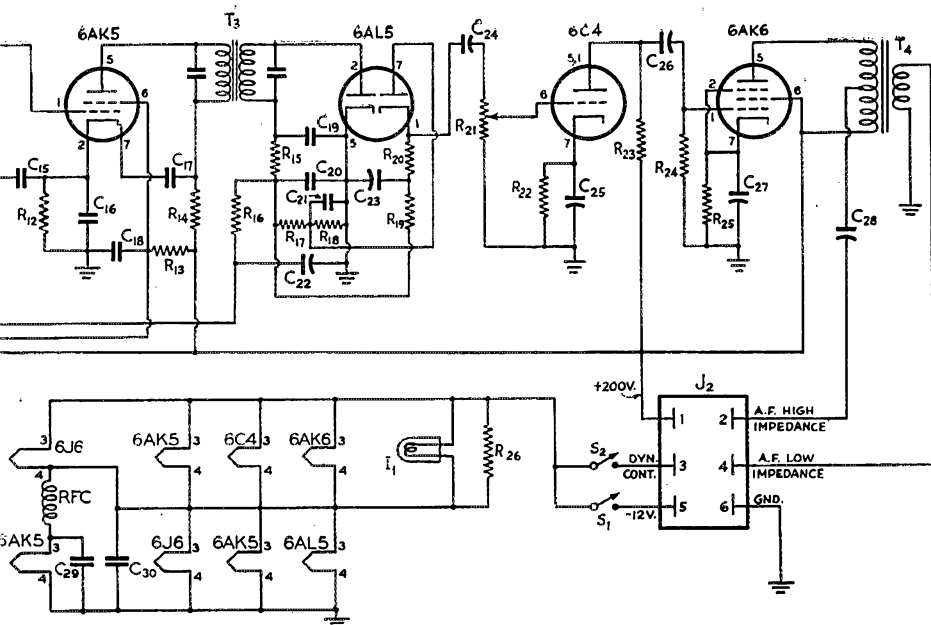 6AK5
T3
6AL5
C24
6C4
C26
6AK6
T4
5
2
7
5,1
5
1
6
6
2
1
6
2
7
5
1
7
7
C15
C17
C19
R15
R20
R21
R23
R24
C20
R12
C16
R14
R16
C21
C23
R22
C25
C27
R25
C28
C18
R13
R17
R18
R19
C22
+200V.
J2
3
6J6
4
6AK5
3
4
6C4
3
4
6AK6
3
4
I1
R26
S2
DYN. CONT.
S1
-12V.
1
2
A.F. HIGH
IMPEDANCE
3
4
A.F. LOW
IMPEDANCE
5
6
GND.
RFC
6AK5
3
4
C29
C30
6J6
3
4
6AK5
3
4
6AL5
3
4